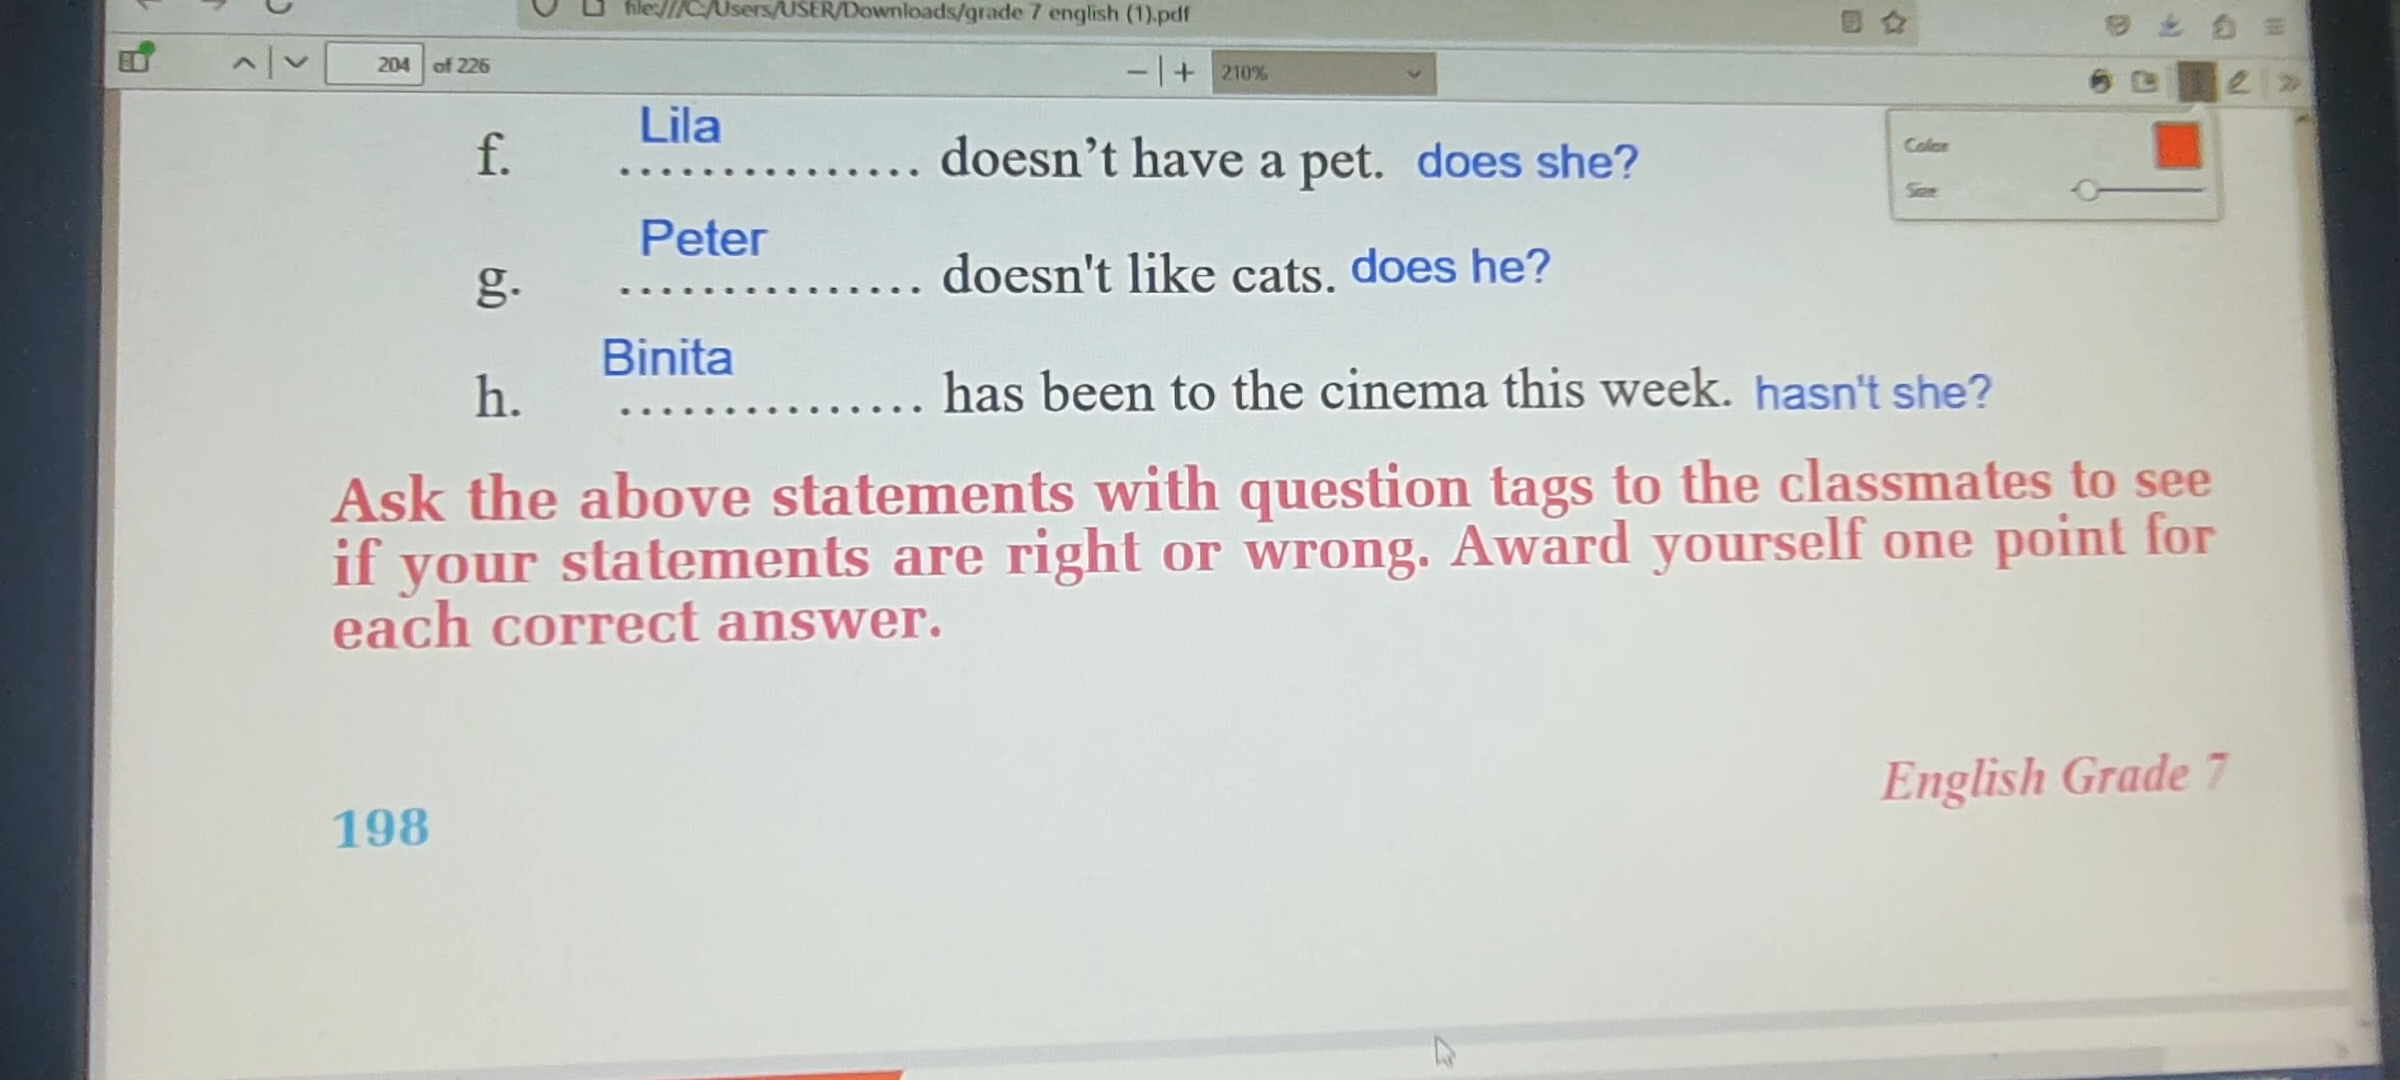 file:///C:/Users/USER/Downloads/grade 7 english (1).pdf
204 of 226
210%
Color
Size
f. Lila ............... doesn't have a pet. does she?
g. Peter ............... doesn't like cats. does he?
h. Binita ............... has been to the cinema this week. hasn't she?
Ask the above statements with question tags to the classmates to see
if your statements are right or wrong. Award yourself one point for
each correct answer.
English Grade 7
198